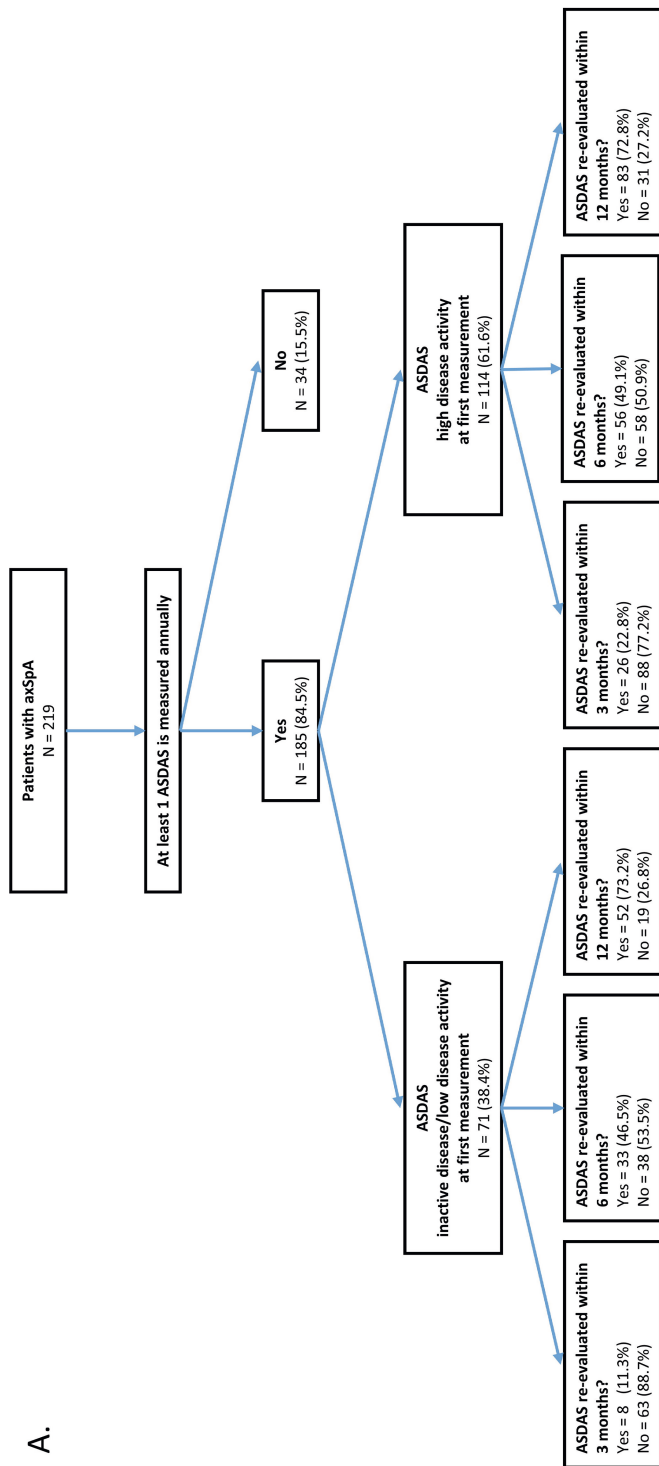 A.
Patients with axSpA
N = 219
At least 1 ASDAS is measured annually
Yes
N = 185 (84.5%)
No
N = 34 (15.5%)
ASDAS
inactive disease/low disease activity
at first measurement
N = 71 (38.4%)
ASDAS
high disease activity
at first measurement
N = 114 (61.6%)
ASDAS re-evaluated within
3 months?
Yes = 8 (11.3%)
No = 63 (88.7%)
ASDAS re-evaluated within
6 months?
Yes = 33 (46.5%)
No = 38 (53.5%)
ASDAS re-evaluated within
12 months?
Yes = 52 (73.2%)
No = 19 (26.8%)
ASDAS re-evaluated within
3 months?
Yes = 26 (22.8%)
No = 88 (77.2%)
ASDAS re-evaluated within
6 months?
Yes = 56 (49.1%)
No = 58 (50.9%)
ASDAS re-evaluated within
12 months?
Yes = 83 (72.8%)
No = 31 (27.2%)